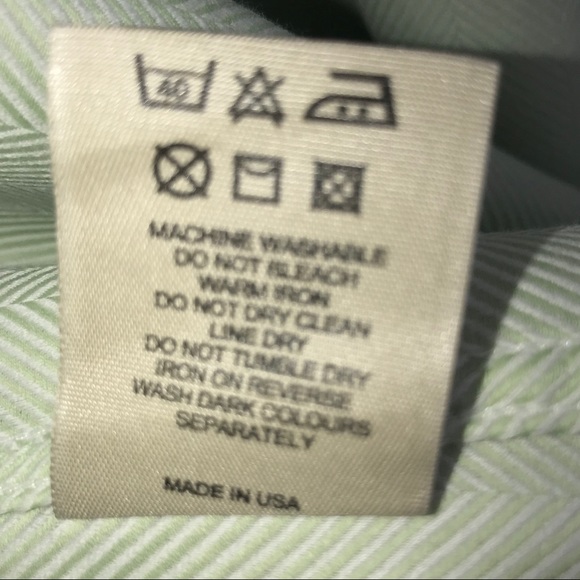 40
MACHINE WASHABLE
DO NOT BLEACH
WARM IRON
DO NOT DRY CLEAN
LINE DRY
DO NOT TUMBLE DRY
IRON ON REVERSE
WASH DARK COLOURS
SEPARATELY
MADE IN USA